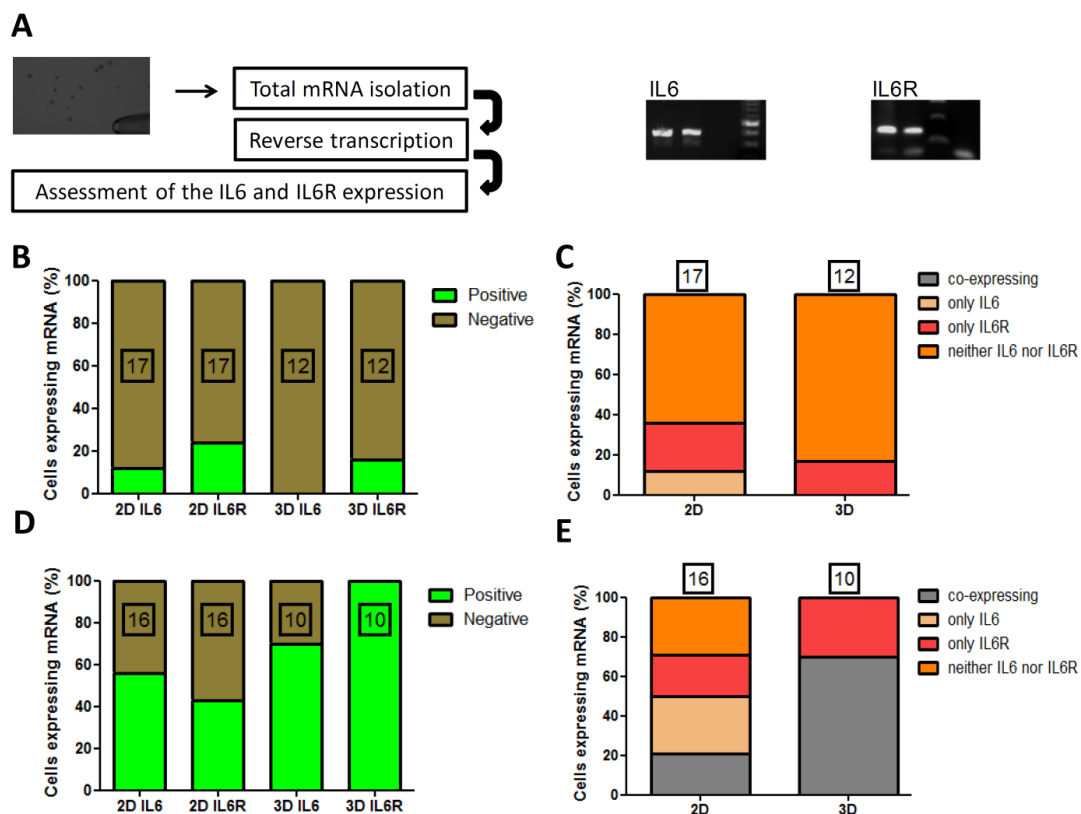 A
Total mRNA isolation
Reverse transcription
Assessment of the IL6 and IL6R expression
IL6
IL6R
B
Cells expressing mRNA (%)
100
80
60
40
20
0
17
17
12
12
2D IL6
2D IL6R
3D IL6
3D IL6R
Positive
Negative
C
Cells expressing mRNA (%)
100
80
60
40
20
0
17
12
2D
3D
co-expressing
only IL6
only IL6R
neither IL6 nor IL6R
D
Cells expressing mRNA (%)
100
80
60
40
20
0
16
16
10
10
2D IL6
2D IL6R
3D IL6
3D IL6R
Positive
Negative
E
Cells expressing mRNA (%)
100
80
60
40
20
0
16
10
2D
3D
co-expressing
only IL6
only IL6R
neither IL6 nor IL6R